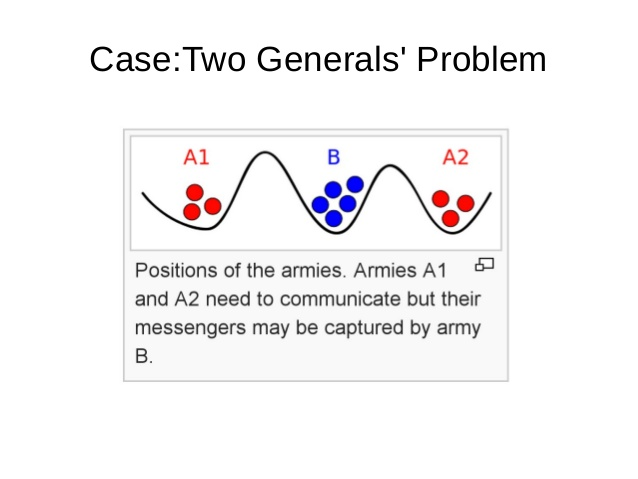 Case:Two Generals' Problem
A1 B A2
Positions of the armies. Armies A1
and A2 need to communicate but their
messengers may be captured by army
B.